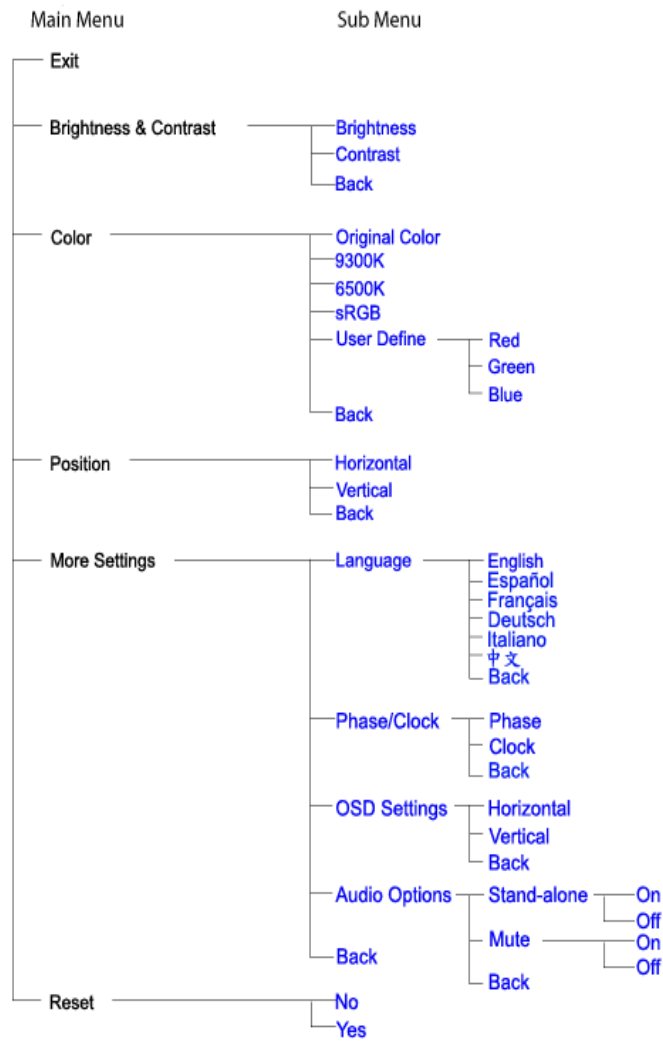 Main Menu Sub Menu
Exit
Brightness & Contrast Brightness
Contrast
Back
Color Original Color
9300K
6500K
sRGB
User Define Red
Green
Blue
Back
Position Horizontal
Vertical
Back
More Settings Language English
Español
Français
Deutsch
Italiano
中文
Back
Phase/Clock Phase
Clock
Back
OSD Settings Horizontal
Vertical
Back
Audio Options Stand-alone On
Off
Mute On
Off
Back
Back
Reset No
Yes